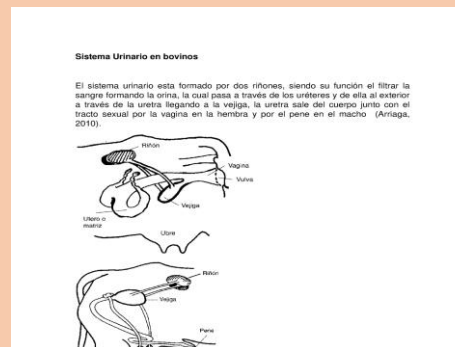 Sistema Urinario en bovinos
El sistema urinario esta formado por dos riñones, siendo su función el filtrar la
sangre formando la orina, la cual pasa a través de los uréteres y de ella al exterior
a través de la uretra llegando a la vejiga, la uretra sale del cuerpo junto con el
tracto sexual por la vagina en la hembra y por el pene en el macho (Arriaga,
2010).
Riñón
Vagina
Vulva
Vejiga
Utero o
matriz
Ubre
Riñón
Vejiga
Pene